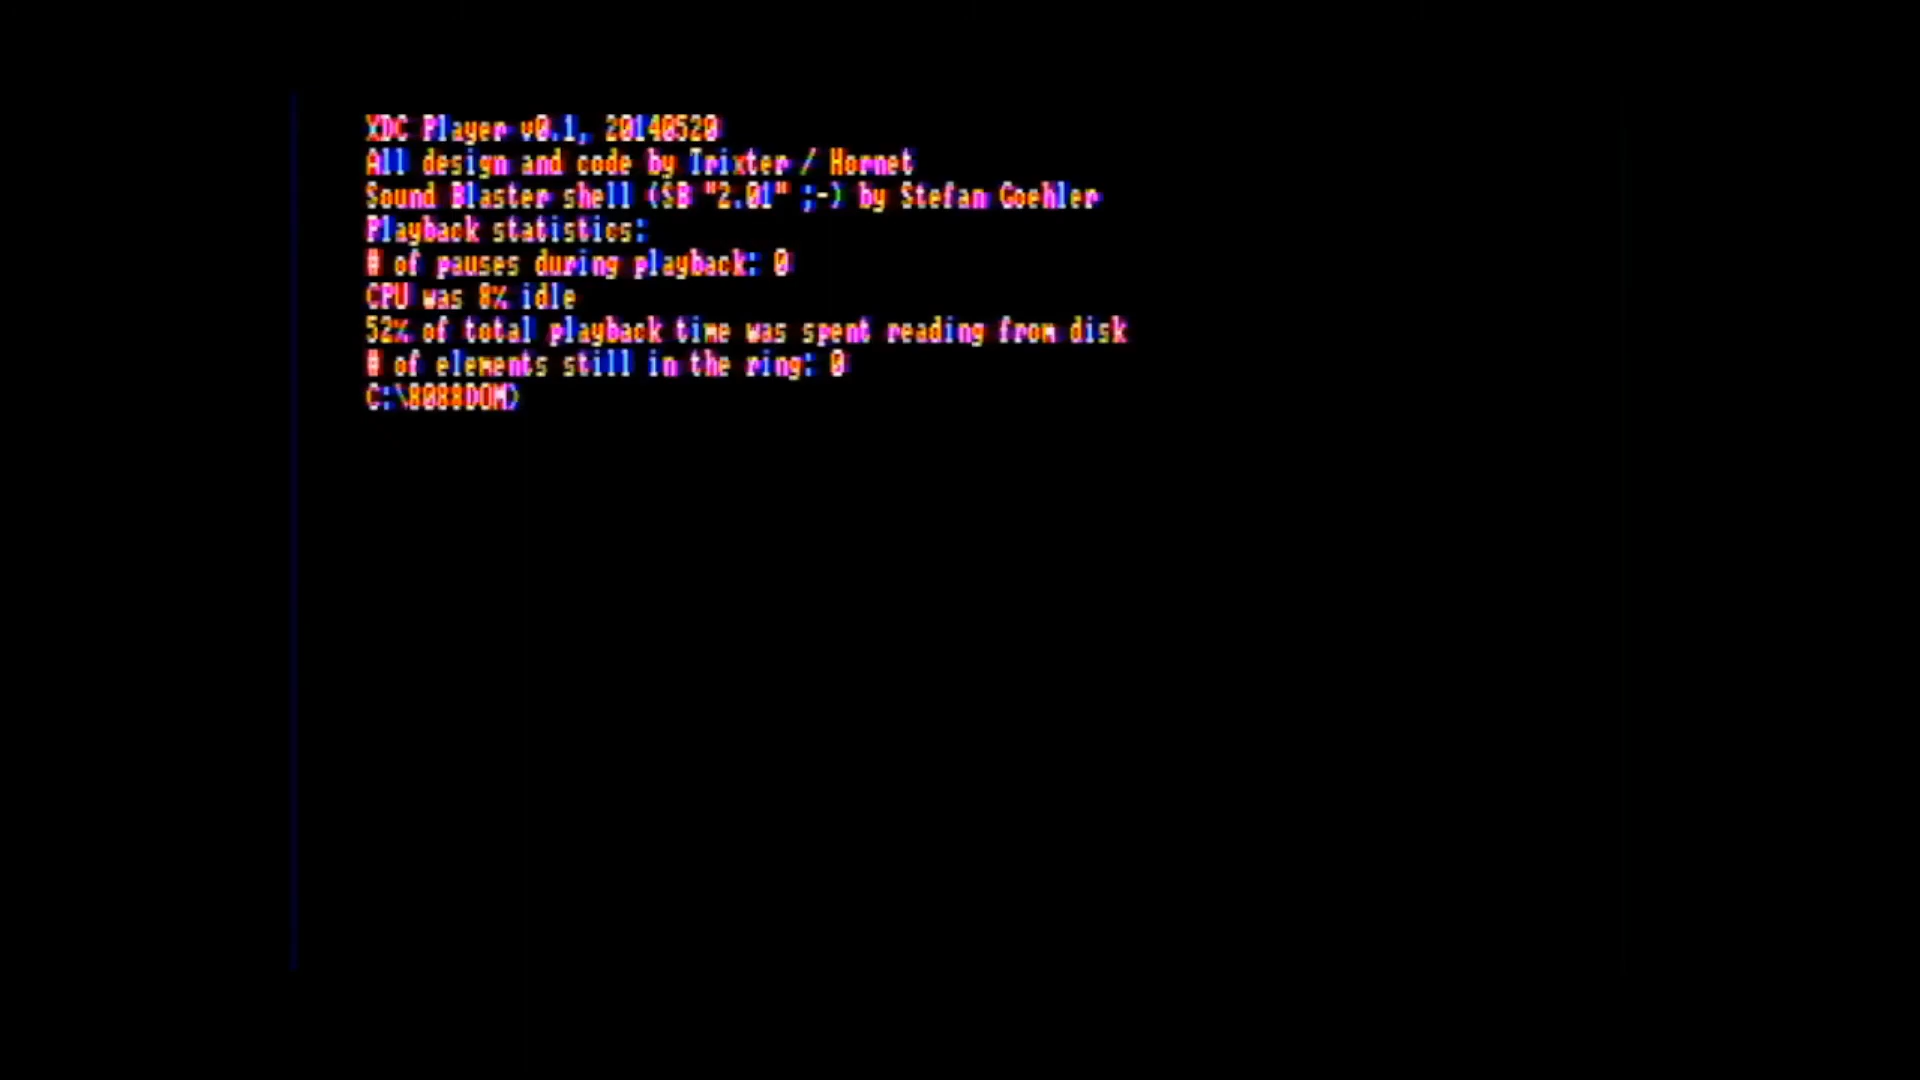 XDC Player v0.1, 20140520
All design and code by Trixter / Hornet
Sound Blaster shell (SB "2.01" ;-) by Stefan Goehler
Playback statistics:
# of pauses during playback: 0
CPU was 8% idle
52% of total playback time was spent reading from disk
# of elements still in the ring: 0
C:\8088DOM>